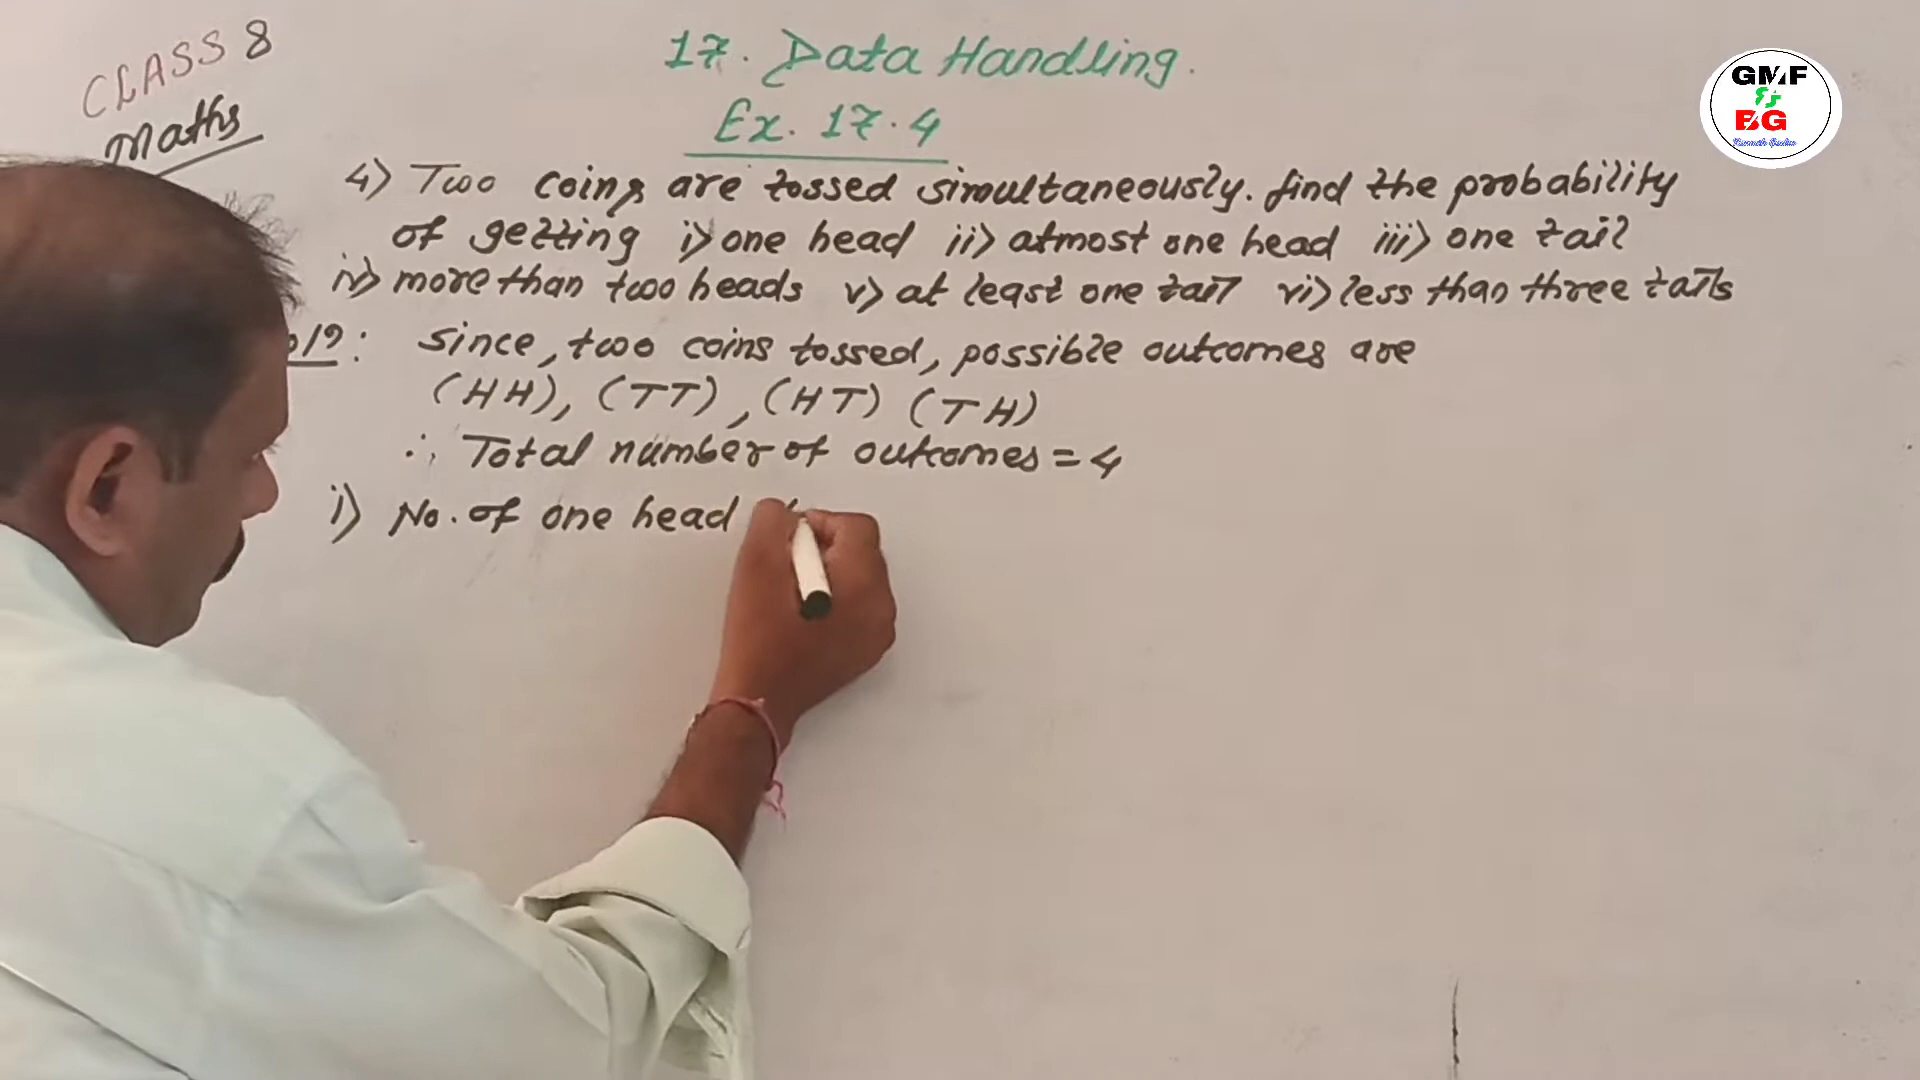 CLASS 8
Maths
17. Data Handling.
Ex. 17.4
GMF
BG
4) Two coins are tossed simultaneously. find the probability
of getting i) one head ii) atmost one head iii) one tail
iv) more than two heads v) at least one tail vi) less than three tails
: Since, two coins tossed, possible outcomes are
(HH), (TT), (HT) (TH)
∴ Total number of outcomes = 4
i) No. of one head